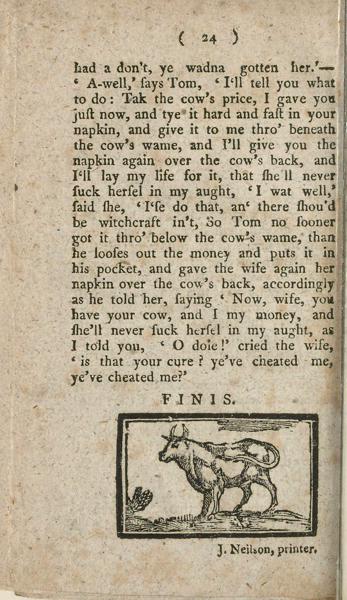 ( 24 )
had a don't, ye wadna gotten her.'—
‘ A-well,’ ſays Tom, ‘ I'll tell you what
to do : Tak the cow's price, I gave you
juſt now, and tye it hard and faſt in your
napkin, and give it to me thro' beneath
the cow's wame, and I'll give you the
napkin again over the cow's back, and
I'll lay my life for it, that ſhe'll never
ſuck herſel in my aught, ‘ I wat well,’
ſaid ſhe, ‘ I'ſe do that, an' there ſhou'd
be witchcraft in't, So Tom no ſooner
got it thro' below the cow's wame, than
he looſes out the money and puts it in
his pocket, and gave the wife again her
napkin over the cow's back, accordingly
as he told her, ſaying ‘ Now, wife, you
have your cow, and I my money, and
ſhe'll never ſuck herſel in my aught, as
I told you, ‘ O dole!’ cried the wife,
‘ is that your cure ? ye've cheated me,
ye've cheated me?’
FINIS.
J. Neilson, printer.